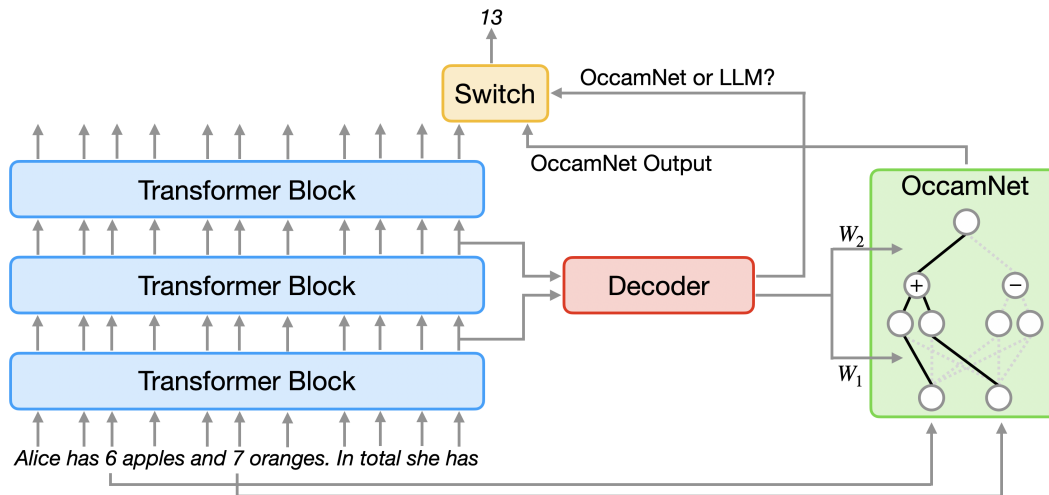 13
Switch
OccamNet or LLM?
OccamNet Output
Transformer Block
OccamNet
W₂
Transformer Block
Decoder
+
−
Transformer Block
W₁
Alice has 6 apples and 7 oranges. In total she has